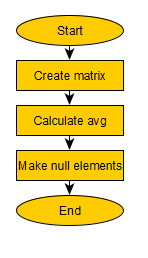 Start
Create matrix
Calculate avg
Make null elements
End